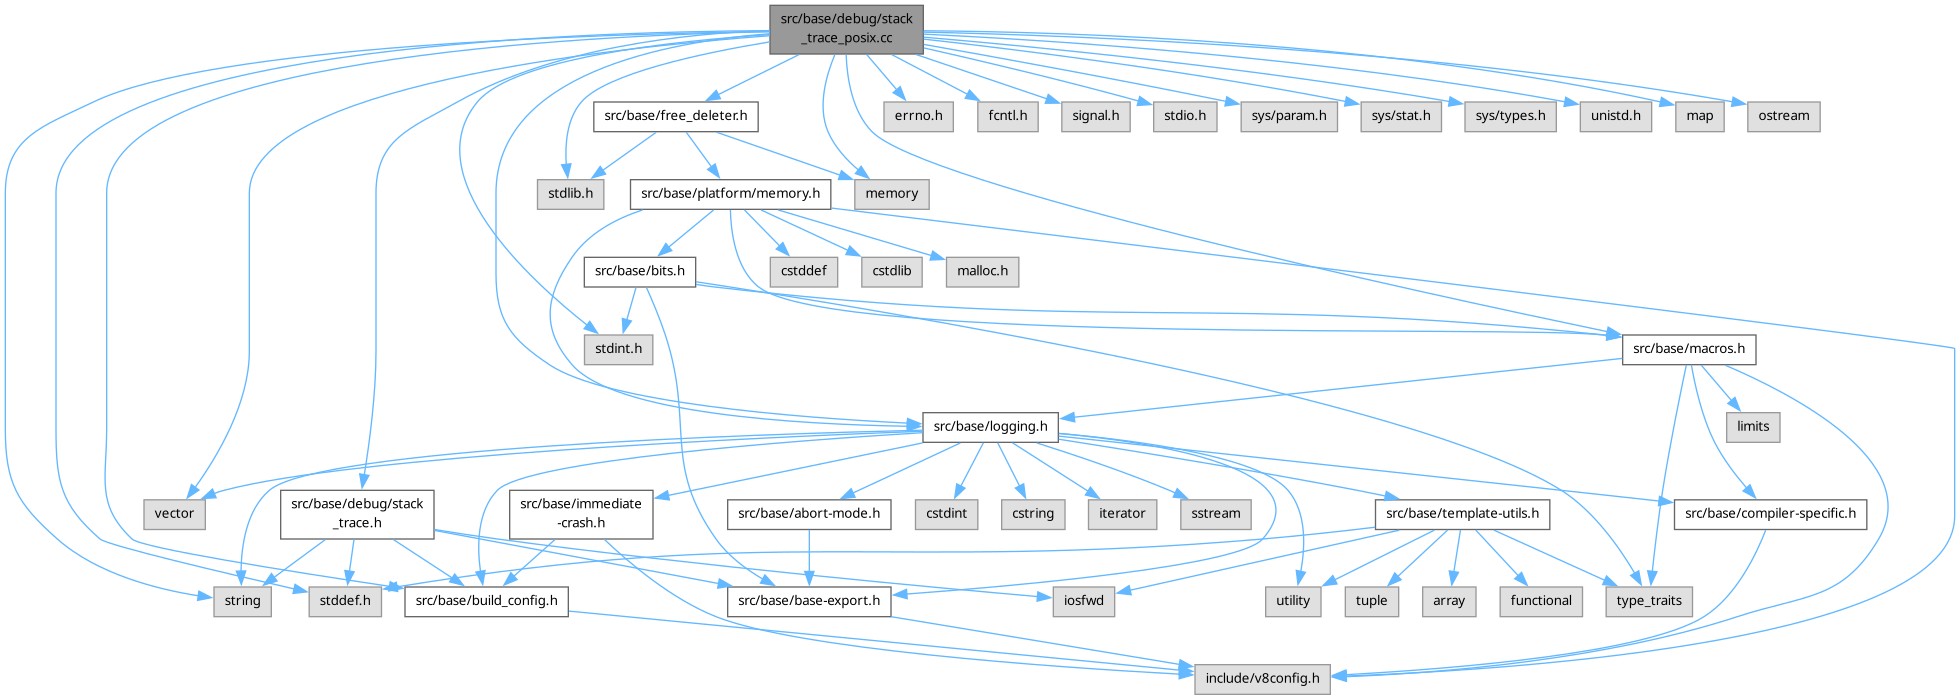 src/base/debug/stack
_trace_posix.cc
src/base/free_deleter.h
errno.h
fcntl.h
signal.h
stdio.h
sys/param.h
sys/stat.h
sys/types.h
unistd.h
map
ostream
stdlib.h
src/base/platform/memory.h
memory
src/base/bits.h
cstddef
cstdlib
malloc.h
stdint.h
src/base/macros.h
src/base/logging.h
limits
vector
src/base/debug/stack
_trace.h
src/base/immediate
-crash.h
src/base/abort-mode.h
cstdint
cstring
iterator
sstream
src/base/template-utils.h
src/base/compiler-specific.h
string
stddef.h
src/base/build_config.h
src/base/base-export.h
iosfwd
utility
tuple
array
functional
type_traits
include/v8config.h